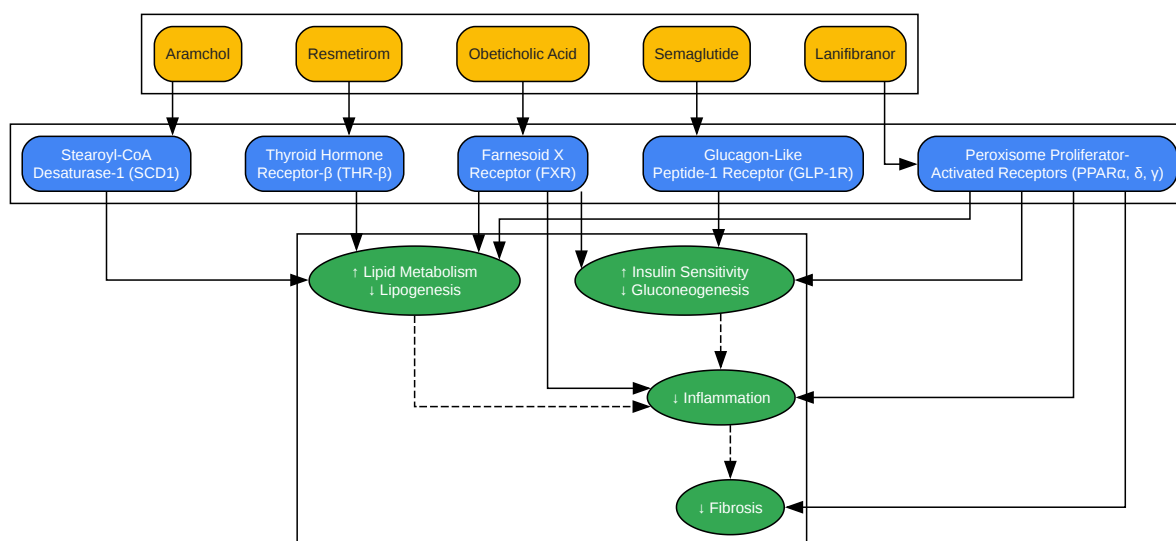 Aramchol
Resmetirom
Obeticholic Acid
Semaglutide
Lanifibranor
Stearoyl-CoA
Desaturase-1 (SCD1)
Thyroid Hormone
Receptor-β (THR-β)
Farnesoid X
Receptor (FXR)
Glucagon-Like
Peptide-1 Receptor (GLP-1R)
Peroxisome Proliferator-
Activated Receptors (PPARα, δ, γ)
↑ Lipid Metabolism
↓ Lipogenesis
↑ Insulin Sensitivity
↓ Gluconeogenesis
↓ Inflammation
↓ Fibrosis